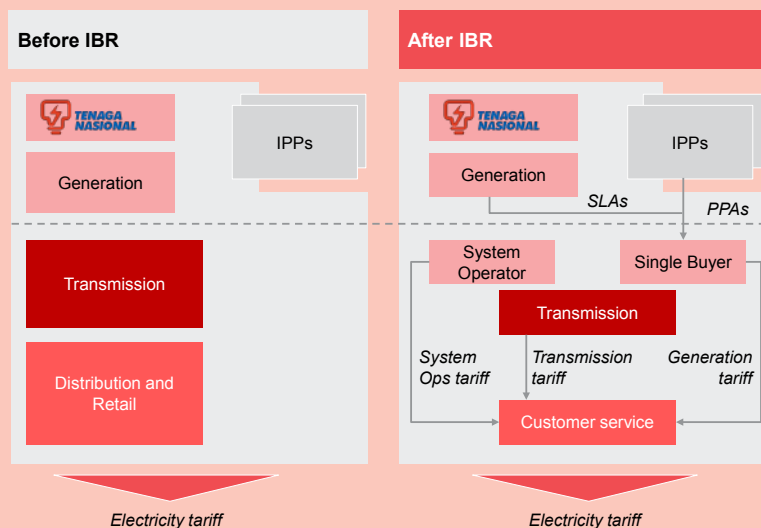 Before IBR
TENAGA
NASIONAL
IPPs
Generation
Transmission
Distribution and
Retail
Electricity tariff
After IBR
TENAGA
NASIONAL
IPPs
Generation
SLAs
PPAs
System
Operator
Single Buyer
Transmission
System
Ops tariff
Transmission
tariff
Generation
tariff
Customer service
Electricity tariff